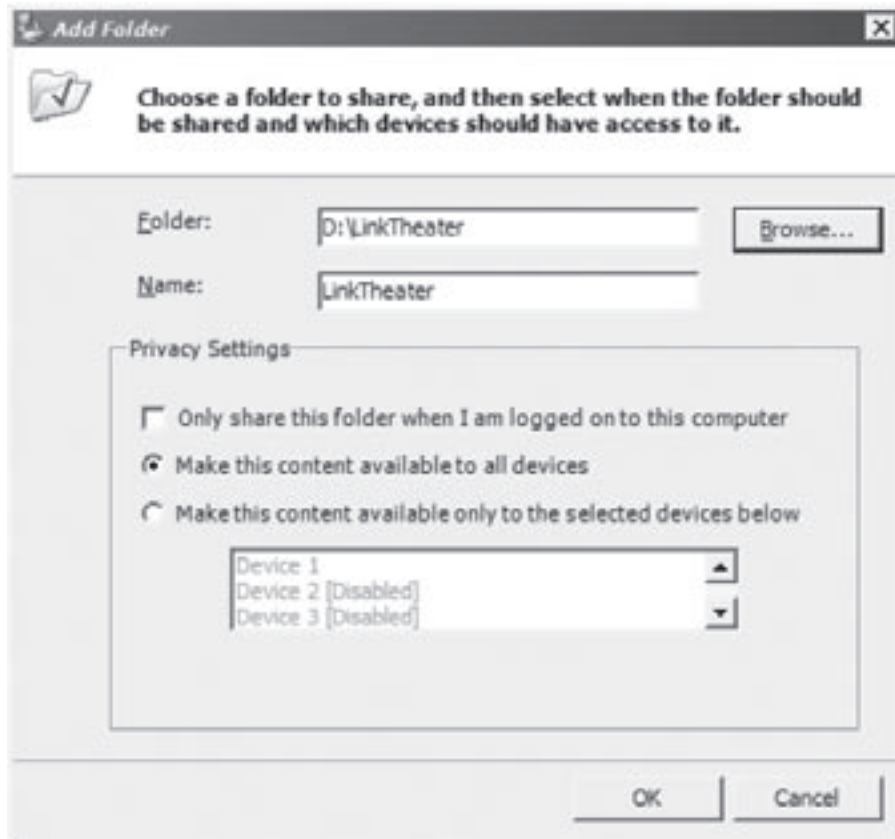 Add Folder
Choose a folder to share, and then select when the folder should
be shared and which devices should have access to it.
Folder:
D:\LinkTheater
Browse...
Name:
LinkTheater
Privacy Settings
Only share this folder when I am logged on to this computer
Make this content available to all devices
Make this content available only to the selected devices below
Device 1
Device 2 [Disabled]
Device 3 [Disabled]
OK
Cancel